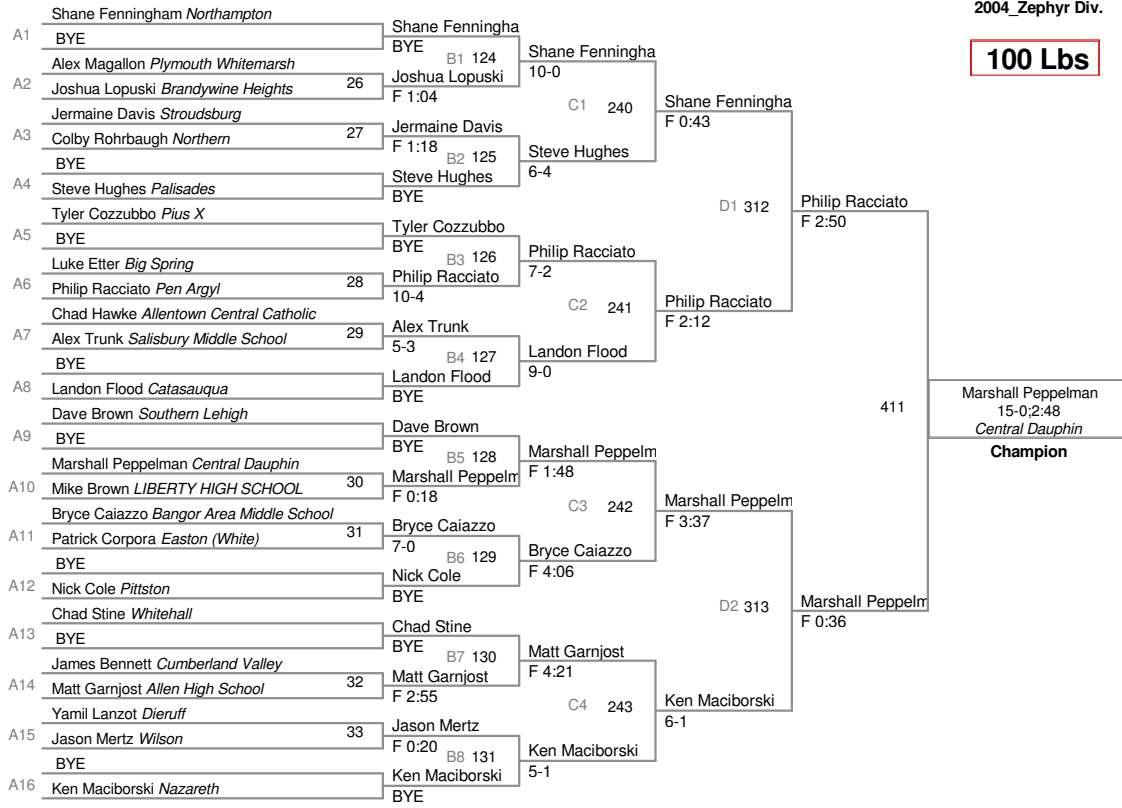 2004_Zephyr Div.
100 Lbs
A1
Shane Fenningham Northampton
BYE
A2
Alex Magallon Plymouth Whitemarsh
Joshua Lopuski Brandywine Heights
26
A3
Jermaine Davis Stroudsburg
Colby Rohrbaugh Northern
27
A4
BYE
Steve Hughes Palisades
A5
Tyler Cozzubbo Pius X
BYE
A6
Luke Etter Big Spring
Philip Racciato Pen Argyl
28
A7
Chad Hawke Allentown Central Catholic
Alex Trunk Salisbury Middle School
29
A8
BYE
Landon Flood Catasauqua
A9
Dave Brown Southern Lehigh
BYE
A10
Marshall Peppelman Central Dauphin
Mike Brown LIBERTY HIGH SCHOOL
30
A11
Bryce Caiazzo Bangor Area Middle School
Patrick Corpora Easton (White)
31
A12
BYE
Nick Cole Pittston
A13
Chad Stine Whitehall
BYE
A14
James Bennett Cumberland Valley
Matt Garnjost Allen High School
32
A15
Yamil Lanzot Dieruff
Jason Mertz Wilson
33
A16
BYE
Ken Maciborski Nazareth
Shane Fenningha
BYE
B1 124
Joshua Lopuski
F 1:04
Jermaine Davis
F 1:18
B2 125
Steve Hughes
BYE
Tyler Cozzubbo
BYE
B3 126
Philip Racciato
10-4
Alex Trunk
5-3
B4 127
Landon Flood
BYE
Dave Brown
BYE
B5 128
Marshall Peppelm
F 0:18
Bryce Caiazzo
7-0
B6 129
Nick Cole
BYE
Chad Stine
BYE
B7 130
Matt Garnjost
F 2:55
Jason Mertz
F 0:20
B8 131
Ken Maciborski
BYE
Shane Fenningha
10-0
C1 240
Steve Hughes
6-4
Philip Racciato
7-2
C2 241
Landon Flood
9-0
Marshall Peppelm
F 1:48
C3 242
Bryce Caiazzo
F 4:06
Matt Garnjost
F 4:21
C4 243
Ken Maciborski
5-1
Shane Fenningha
F 0:43
D1 312
Philip Racciato
F 2:12
Marshall Peppelm
F 3:37
D2 313
Ken Maciborski
6-1
Philip Racciato
F 2:50
411
Marshall Peppelm
F 0:36
Marshall Peppelman
15-0;2:48
Central Dauphin
Champion